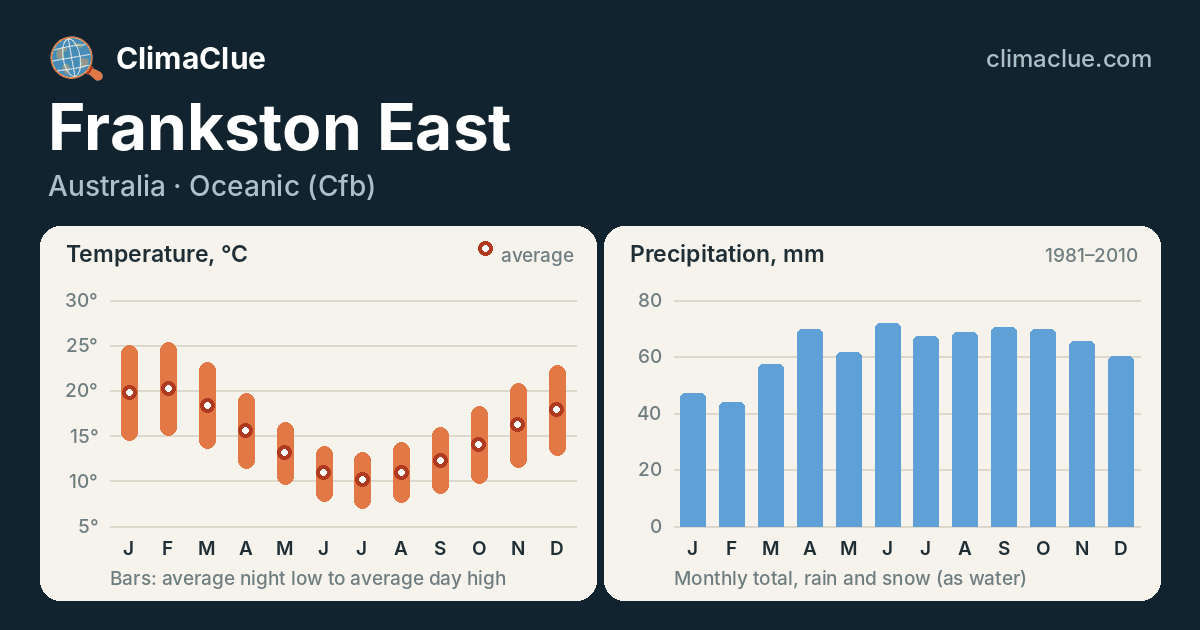 ClimaClue
climaclue.com
Frankston East
Australia · Oceanic (Cfb)
Temperature, °C
average
30°
25°
20°
15°
10°
5°
J F M A M J J A S O N D
Bars: average night low to average day high
Precipitation, mm
1981–2010
80
60
40
20
0
J F M A M J J A S O N D
Monthly total, rain and snow (as water)